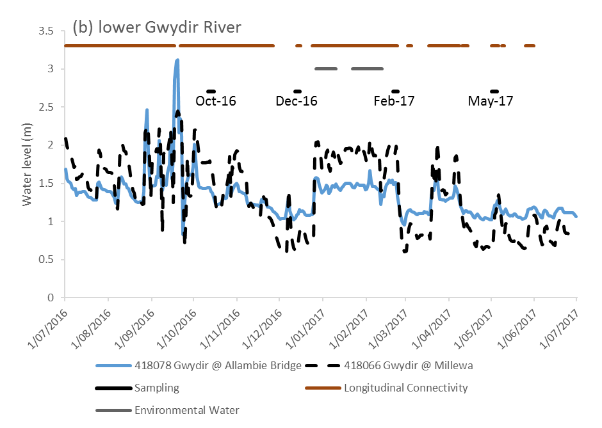 (b) lower Gwydir River
3.5
3
2.5
2
1.5
1
0.5
0
Water level (m)
Oct-16 Dec-16 Feb-17 May-17
1/07/2016 1/08/2016 1/09/2016 1/10/2016 1/11/2016 1/12/2016 1/01/2017 1/02/2017 1/03/2017 1/04/2017 1/05/2017 1/06/2017 1/07/2017
418078 Gwydir @ Allambie Bridge 418066 Gwydir @ Millewa
Sampling Longitudinal Connectivity
Environmental Water